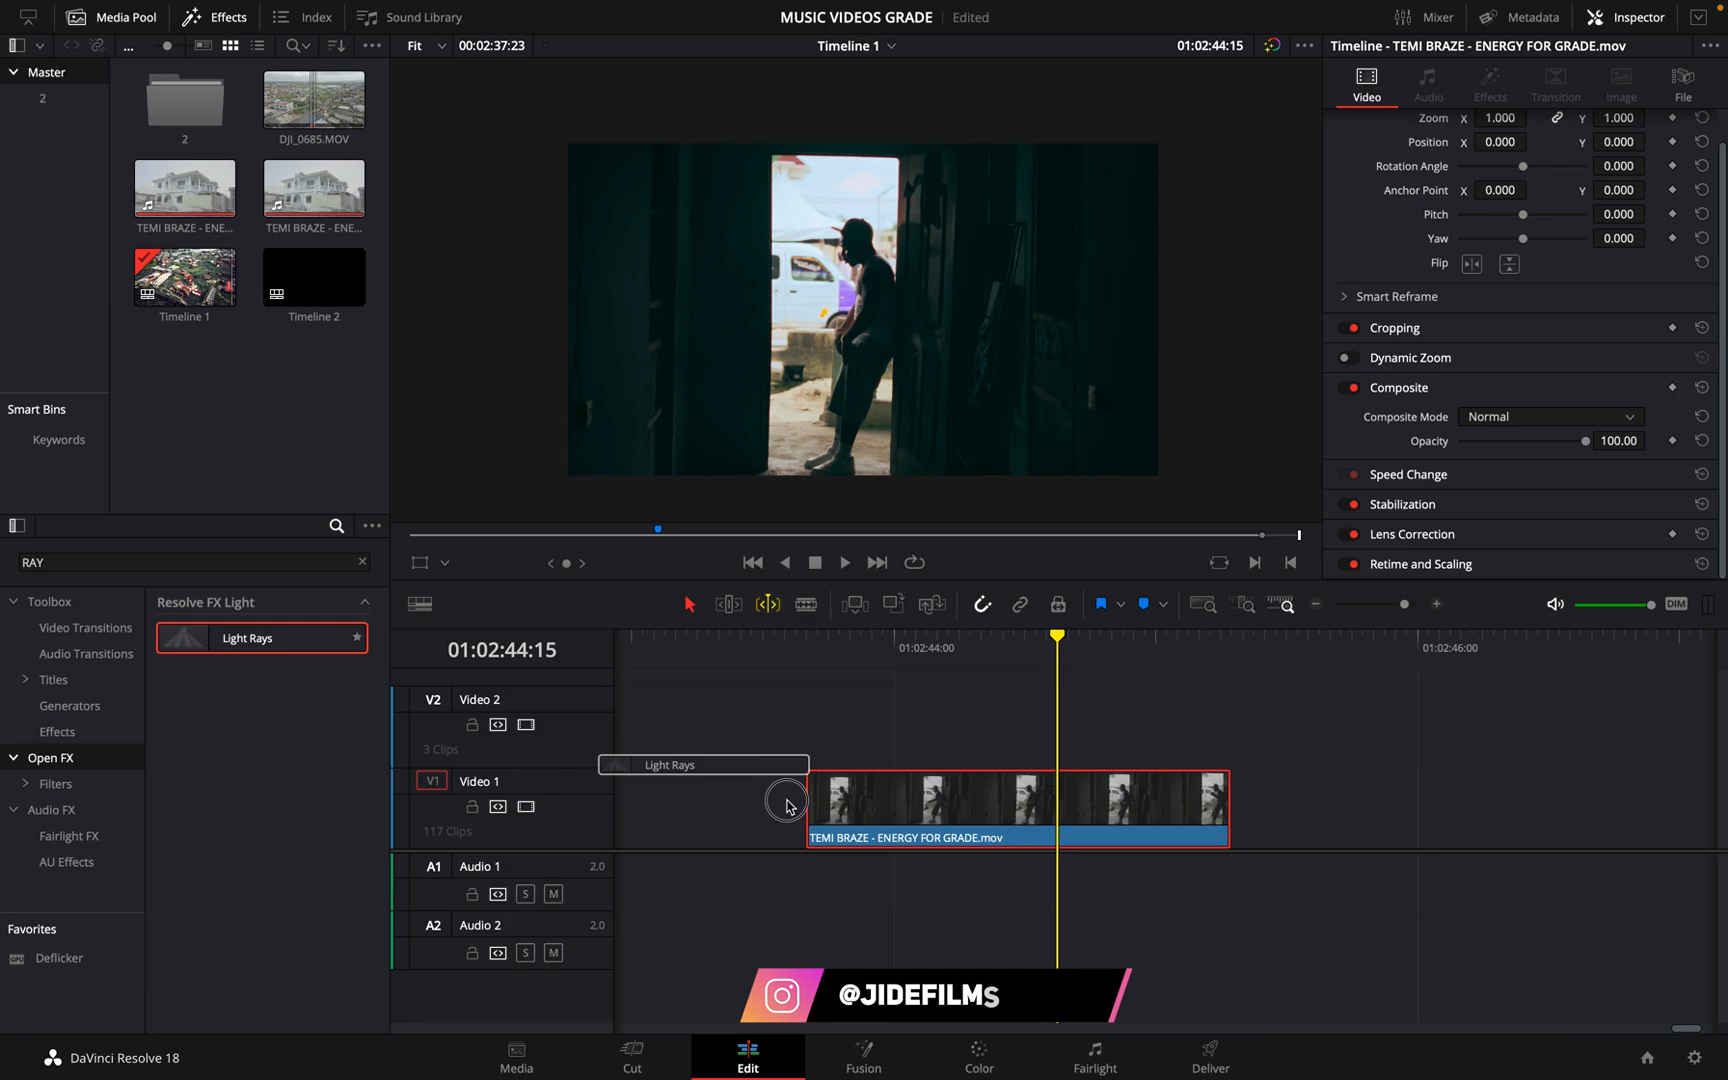 Media Pool
Effects
Index
Sound Library
MUSIC VIDEOS GRADE
Edited
Mixer
Metadata
Inspector
...
Fit
00:02:37:23
Timeline 1
01:02:44:15
Timeline - TEMI BRAZE - ENERGY FOR GRADE.mov
Master
2
2
DJI_0685.MOV
TEMI BRAZE - ENE...
TEMI BRAZE - ENE...
Timeline 1
Timeline 2
Smart Bins
Keywords
Video
Audio
Effects
Transition
Image
File
Zoom X 1.000 Y 1.000
Position X 0.000 Y 0.000
Rotation Angle 0.000
Anchor Point X 0.000 Y 0.000
Pitch 0.000
Yaw 0.000
Flip
Smart Reframe
Cropping
Dynamic Zoom
Composite
Composite Mode Normal
Opacity 100.00
Speed Change
Stabilization
Lens Correction
Retime and Scaling
RAY
Toolbox
Video Transitions
Audio Transitions
Titles
Generators
Effects
Open FX
Filters
Audio FX
Fairlight FX
AU Effects
Favorites
Deflicker
Resolve FX Light
Light Rays
DIM
01:02:44:15
01:02:44:00
01:02:46:00
V2 Video 2
3 Clips
Light Rays
V1 Video 1
117 Clips
TEMI BRAZE - ENERGY FOR GRADE.mov
A1 Audio 1 2.0
S M
A2 Audio 2 2.0
S M
@JIDEFILMS
DaVinci Resolve 18
Media
Cut
Edit
Fusion
Color
Fairlight
Deliver